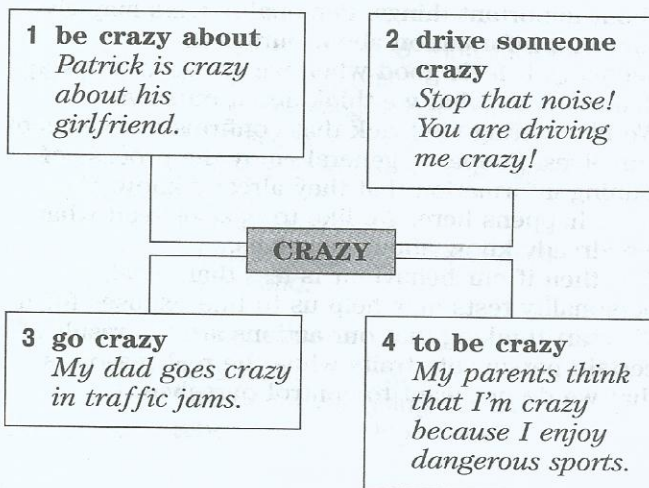 1 be crazy about
Patrick is crazy
about his
girlfriend.
2 drive someone
crazy
Stop that noise!
You are driving
me crazy!
CRAZY
3 go crazy
My dad goes crazy
in traffic jams.
4 to be crazy
My parents think
that I'm crazy
because I enjoy
dangerous sports.